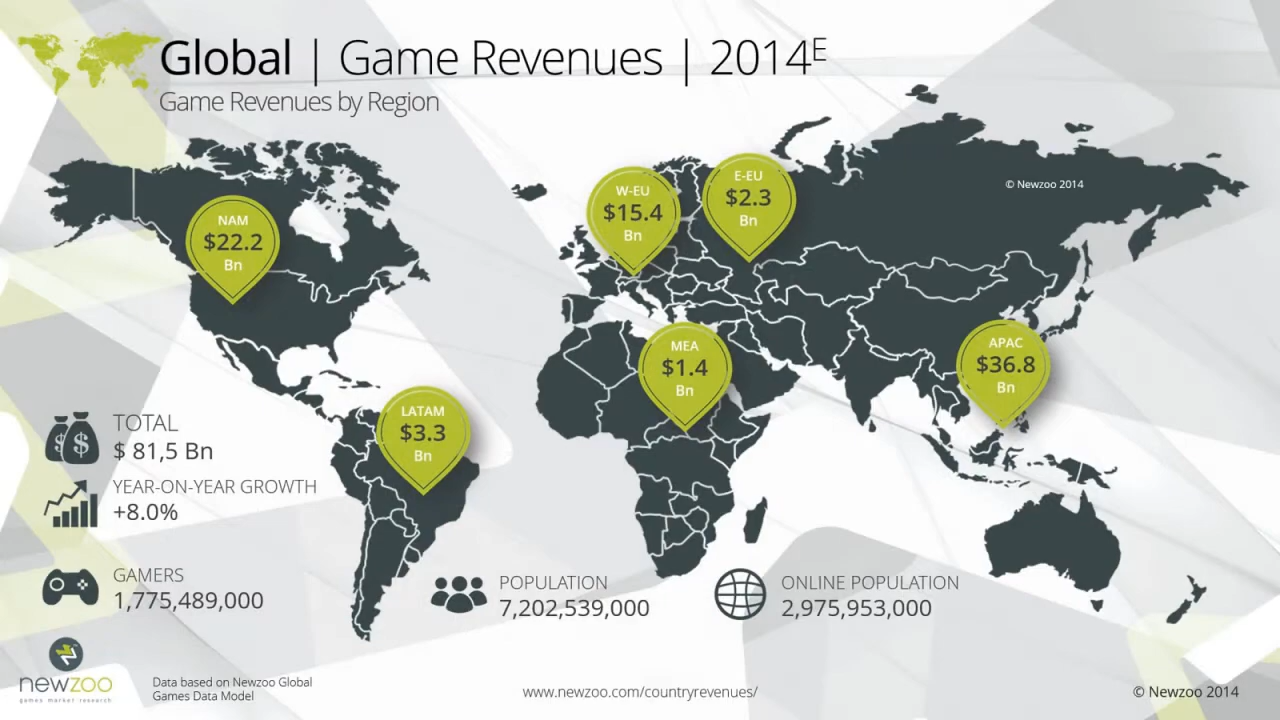 Global | Game Revenues | 2014E
Game Revenues by Region
© Newzoo 2014
NAM
$22.2
Bn
W-EU
$15.4
Bn
E-EU
$2.3
Bn
MEA
$1.4
Bn
APAC
$36.8
Bn
LATAM
$3.3
Bn
TOTAL
$ 81,5 Bn
YEAR-ON-YEAR GROWTH
+8.0%
GAMERS
1,775,489,000
POPULATION
7,202,539,000
ONLINE POPULATION
2,975,953,000
newzoo
games market research
Data based on Newzoo Global
Games Data Model
www.newzoo.com/countryrevenues/
© Newzoo 2014